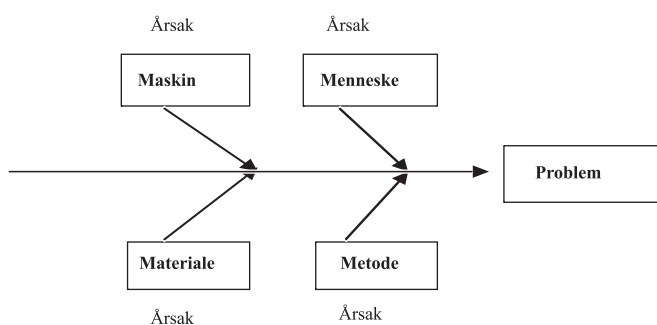 Årsak
Årsak
Maskin
Menneske
Problem
Materiale
Metode
Årsak
Årsak